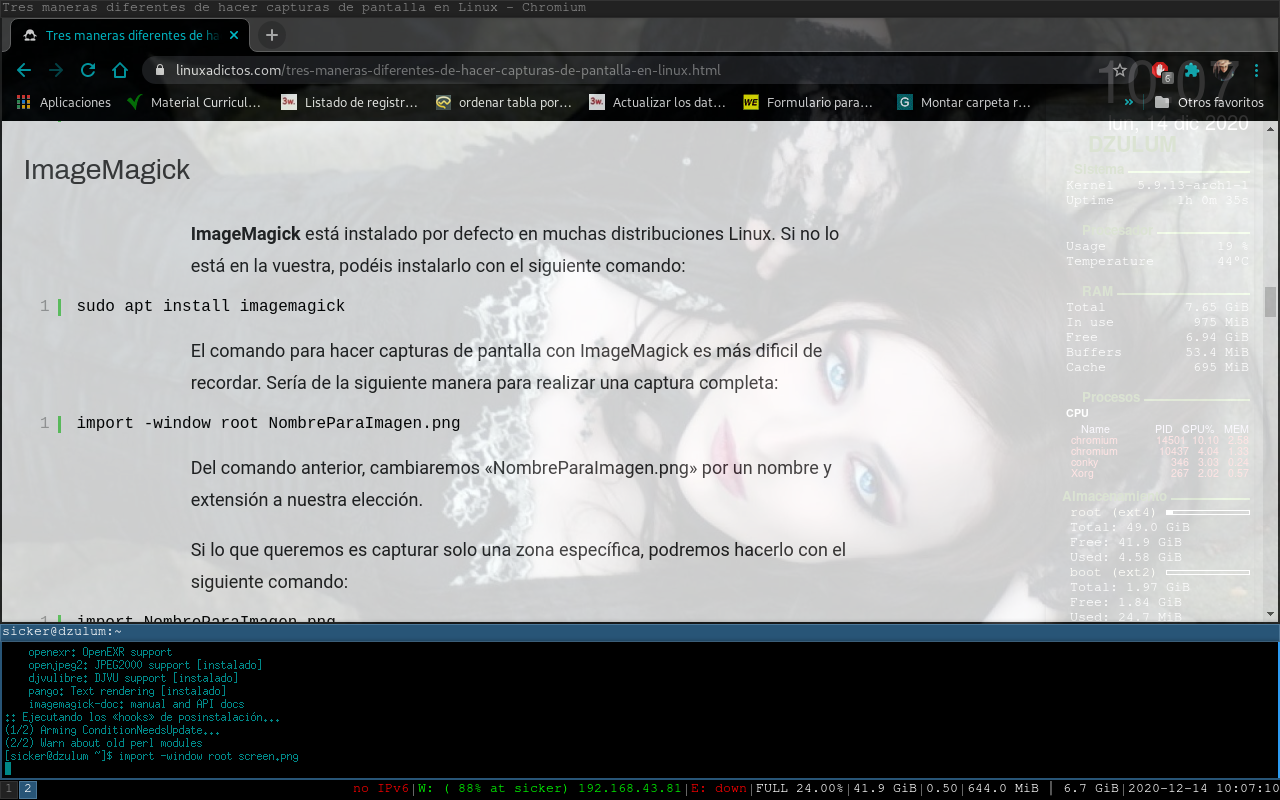 Tres maneras diferentes de hacer capturas de pantalla en Linux - Chromium
Tres maneras diferentes de ha
linuxadictos.com/tres-maneras-diferentes-de-hacer-capturas-de-pantalla-en-linux.html
6
10:07
Aplicaciones
Material Curricul…
3w. Listado de registr…
ordenar tabla por…
3w. Actualizar los dat…
WE Formulario para…
G Montar carpeta r…
» Otros favoritos
lun, 14 dic 2020
DZULUM
Sistema
Kernel 5.9.13-arch1-1
Uptime 1h 0m 35s
Usage 19 %
Temperature 44°C
RAM
Total 7.65 GiB
In use 975 MiB
Free 6.94 GiB
Buffers 53.4 MiB
Cache 695 MiB
Procesos
CPU
Name PID CPU% MEM
chromium 14501 10.10 2.58
chromium 10437 4.04 1.33
conky 346 3.03 0.24
Xorg 267 2.02 0.57
Almacenamiento
root (ext4)
Total: 49.0 GiB
Free: 41.9 GiB
Used: 4.58 GiB
boot (ext2)
Total: 1.97 GiB
Free: 1.84 GiB
Used: 24.7 MiB
ImageMagick
ImageMagick está instalado por defecto en muchas distribuciones Linux. Si no lo
está en la vuestra, podéis instalarlo con el siguiente comando:
1 sudo apt install imagemagick
El comando para hacer capturas de pantalla con ImageMagick es más dificil de
recordar. Sería de la siguiente manera para realizar una captura completa:
1 import -window root NombreParaImagen.png
Del comando anterior, cambiaremos «NombreParaImagen.png» por un nombre y
extensión a nuestra elección.
Si lo que queremos es capturar solo una zona específica, podremos hacerlo con el
siguiente comando:
1 import NombreParaImagen.png
sicker@dzulum:~
openexr: OpenEXR support
openjpeg2: JPEG2000 support [instalado]
djvulibre: DJVU support [instalado]
pango: Text rendering [instalado]
imagemagick-doc: manual and API docs
:: Ejecutando los «hooks» de posinstalación...
(1/2) Arming ConditionNeedsUpdate...
(2/2) Warn about old perl modules
[sicker@dzulum ~]$ import -window root screen.png
1 2
no IPv6|W: ( 88% at sicker) 192.168.43.81|E: down|FULL 24.00%|41.9 GiB|0.50|644.0 MiB | 6.7 GiB|2020-12-14 10:07:10